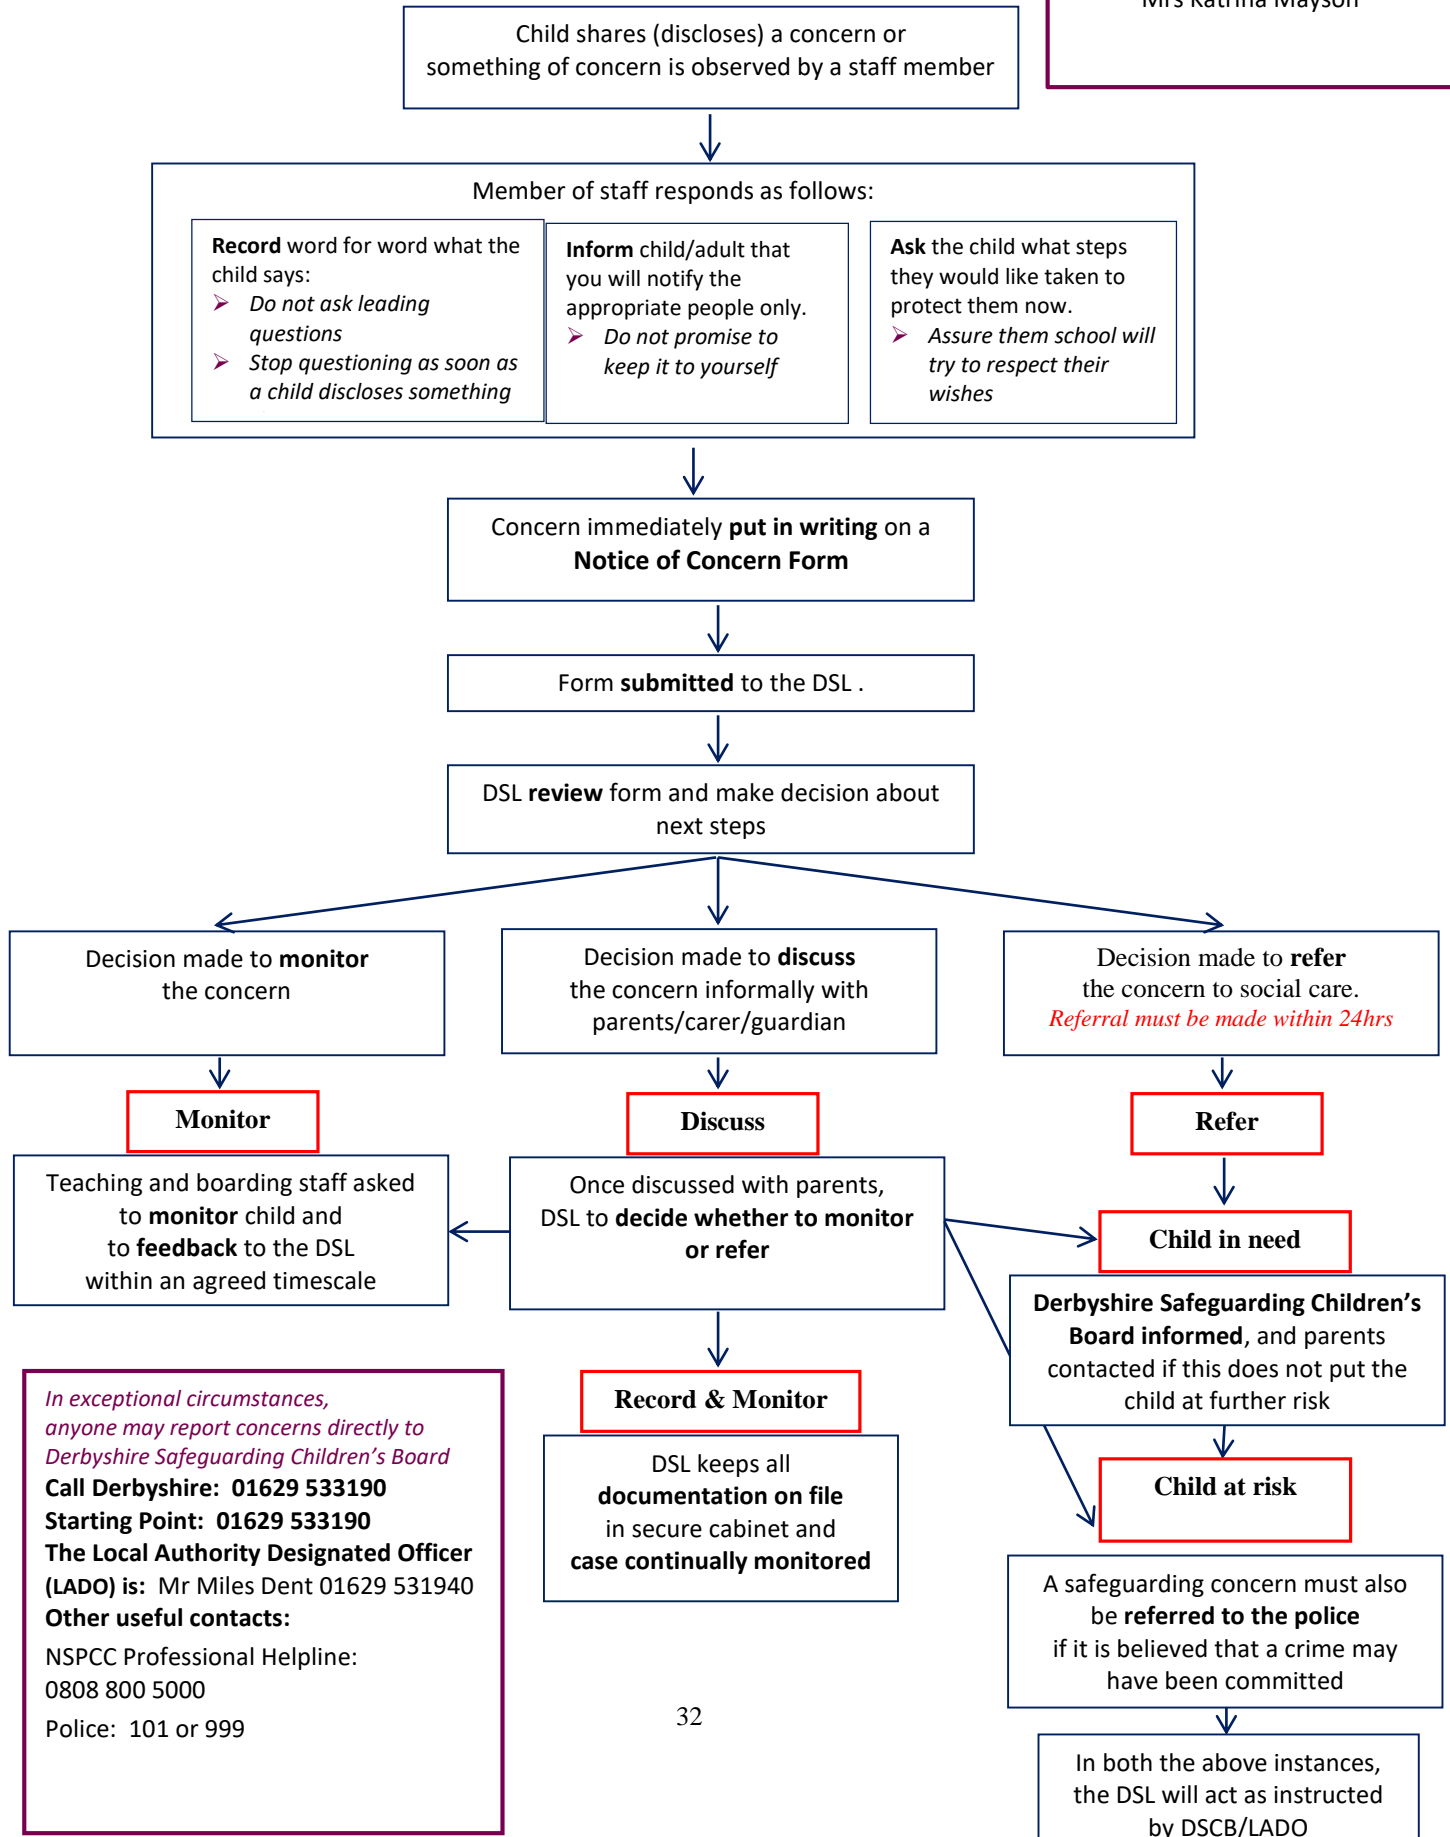 Mrs Katrina Mayson
Child shares (discloses) a concern or
something of concern is observed by a staff member
Member of staff responds as follows:
Record word for word what the
child says:
➢ Do not ask leading
questions
➢ Stop questioning as soon as
a child discloses something
Inform child/adult that
you will notify the
appropriate people only.
➢ Do not promise to
keep it to yourself
Ask the child what steps
they would like taken to
protect them now.
➢ Assure them school will
try to respect their
wishes
Concern immediately put in writing on a
Notice of Concern Form
Form submitted to the DSL .
DSL review form and make decision about
next steps
Decision made to monitor
the concern
Decision made to discuss
the concern informally with
parents/carer/guardian
Decision made to refer
the concern to social care.
Referral must be made within 24hrs
Monitor
Discuss
Refer
Teaching and boarding staff asked
to monitor child and
to feedback to the DSL
within an agreed timescale
Once discussed with parents,
DSL to decide whether to monitor
or refer
Child in need
Derbyshire Safeguarding Children’s
Board informed, and parents
contacted if this does not put the
child at further risk
In exceptional circumstances,
anyone may report concerns directly to
Derbyshire Safeguarding Children’s Board
Call Derbyshire: 01629 533190
Starting Point: 01629 533190
The Local Authority Designated Officer
(LADO) is: Mr Miles Dent 01629 531940
Other useful contacts:
NSPCC Professional Helpline:
0808 800 5000
Police: 101 or 999
Record & Monitor
DSL keeps all
documentation on file
in secure cabinet and
case continually monitored
Child at risk
A safeguarding concern must also
be referred to the police
if it is believed that a crime may
have been committed
In both the above instances,
the DSL will act as instructed
by DSCB/LADO
32